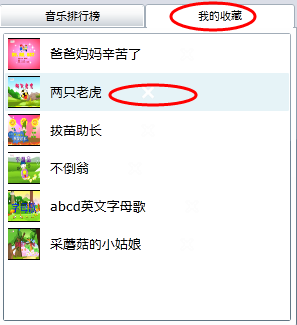 音乐排行榜
我的收藏
爸爸妈妈辛苦了
两只老虎
拔苗助长
不倒翁
abcd英文字母歌
采蘑菇的小姑娘